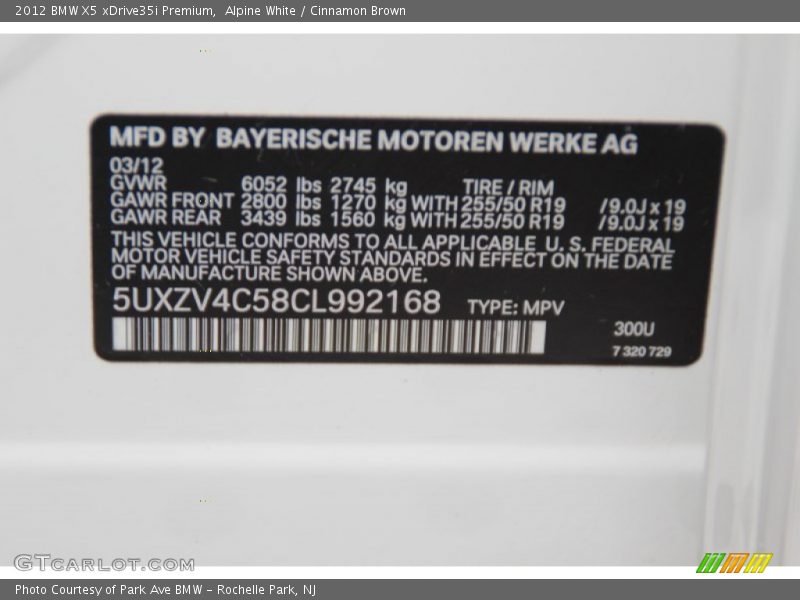 2012 BMW X5 xDrive35i Premium,  Alpine White / Cinnamon Brown
MFD BY BAYERISCHE MOTOREN WERKE AG
03/12
GVWR 6052 lbs 2745 kg TIRE / RIM
GAWR FRONT 2800 lbs 1270 kg WITH 255/50 R19 /9.0J x 19
GAWR REAR 3439 lbs 1560 kg WITH 255/50 R19 /9.0J x 19
THIS VEHICLE CONFORMS TO ALL APPLICABLE U. S. FEDERAL
MOTOR VEHICLE SAFETY STANDARDS IN EFFECT ON THE DATE
OF MANUFACTURE SHOWN ABOVE.
5UXZV4C58CL992168 TYPE: MPV
300U
7 320 729
GTCARLOT.COM
Photo Courtesy of Park Ave BMW - Rochelle Park, NJ